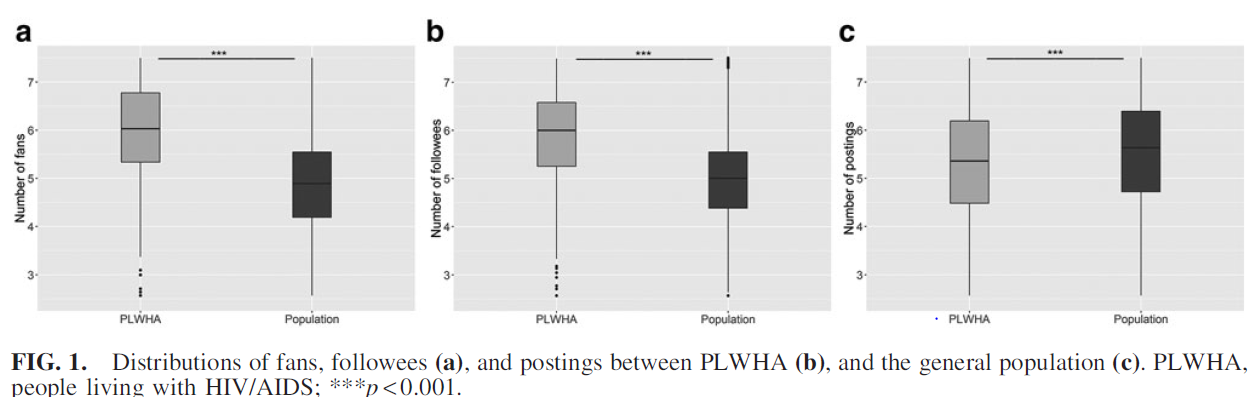 a
***
Number of fans
7
6
5
4
3
PLWHA Population
b
***
Number of followees
7
6
5
4
3
PLWHA Population
c
***
Number of postings
7
6
5
4
3
PLWHA Population
FIG. 1. Distributions of fans, followees (a), and postings between PLWHA (b), and the general population (c). PLWHA,
people living with HIV/AIDS; ***p < 0.001.